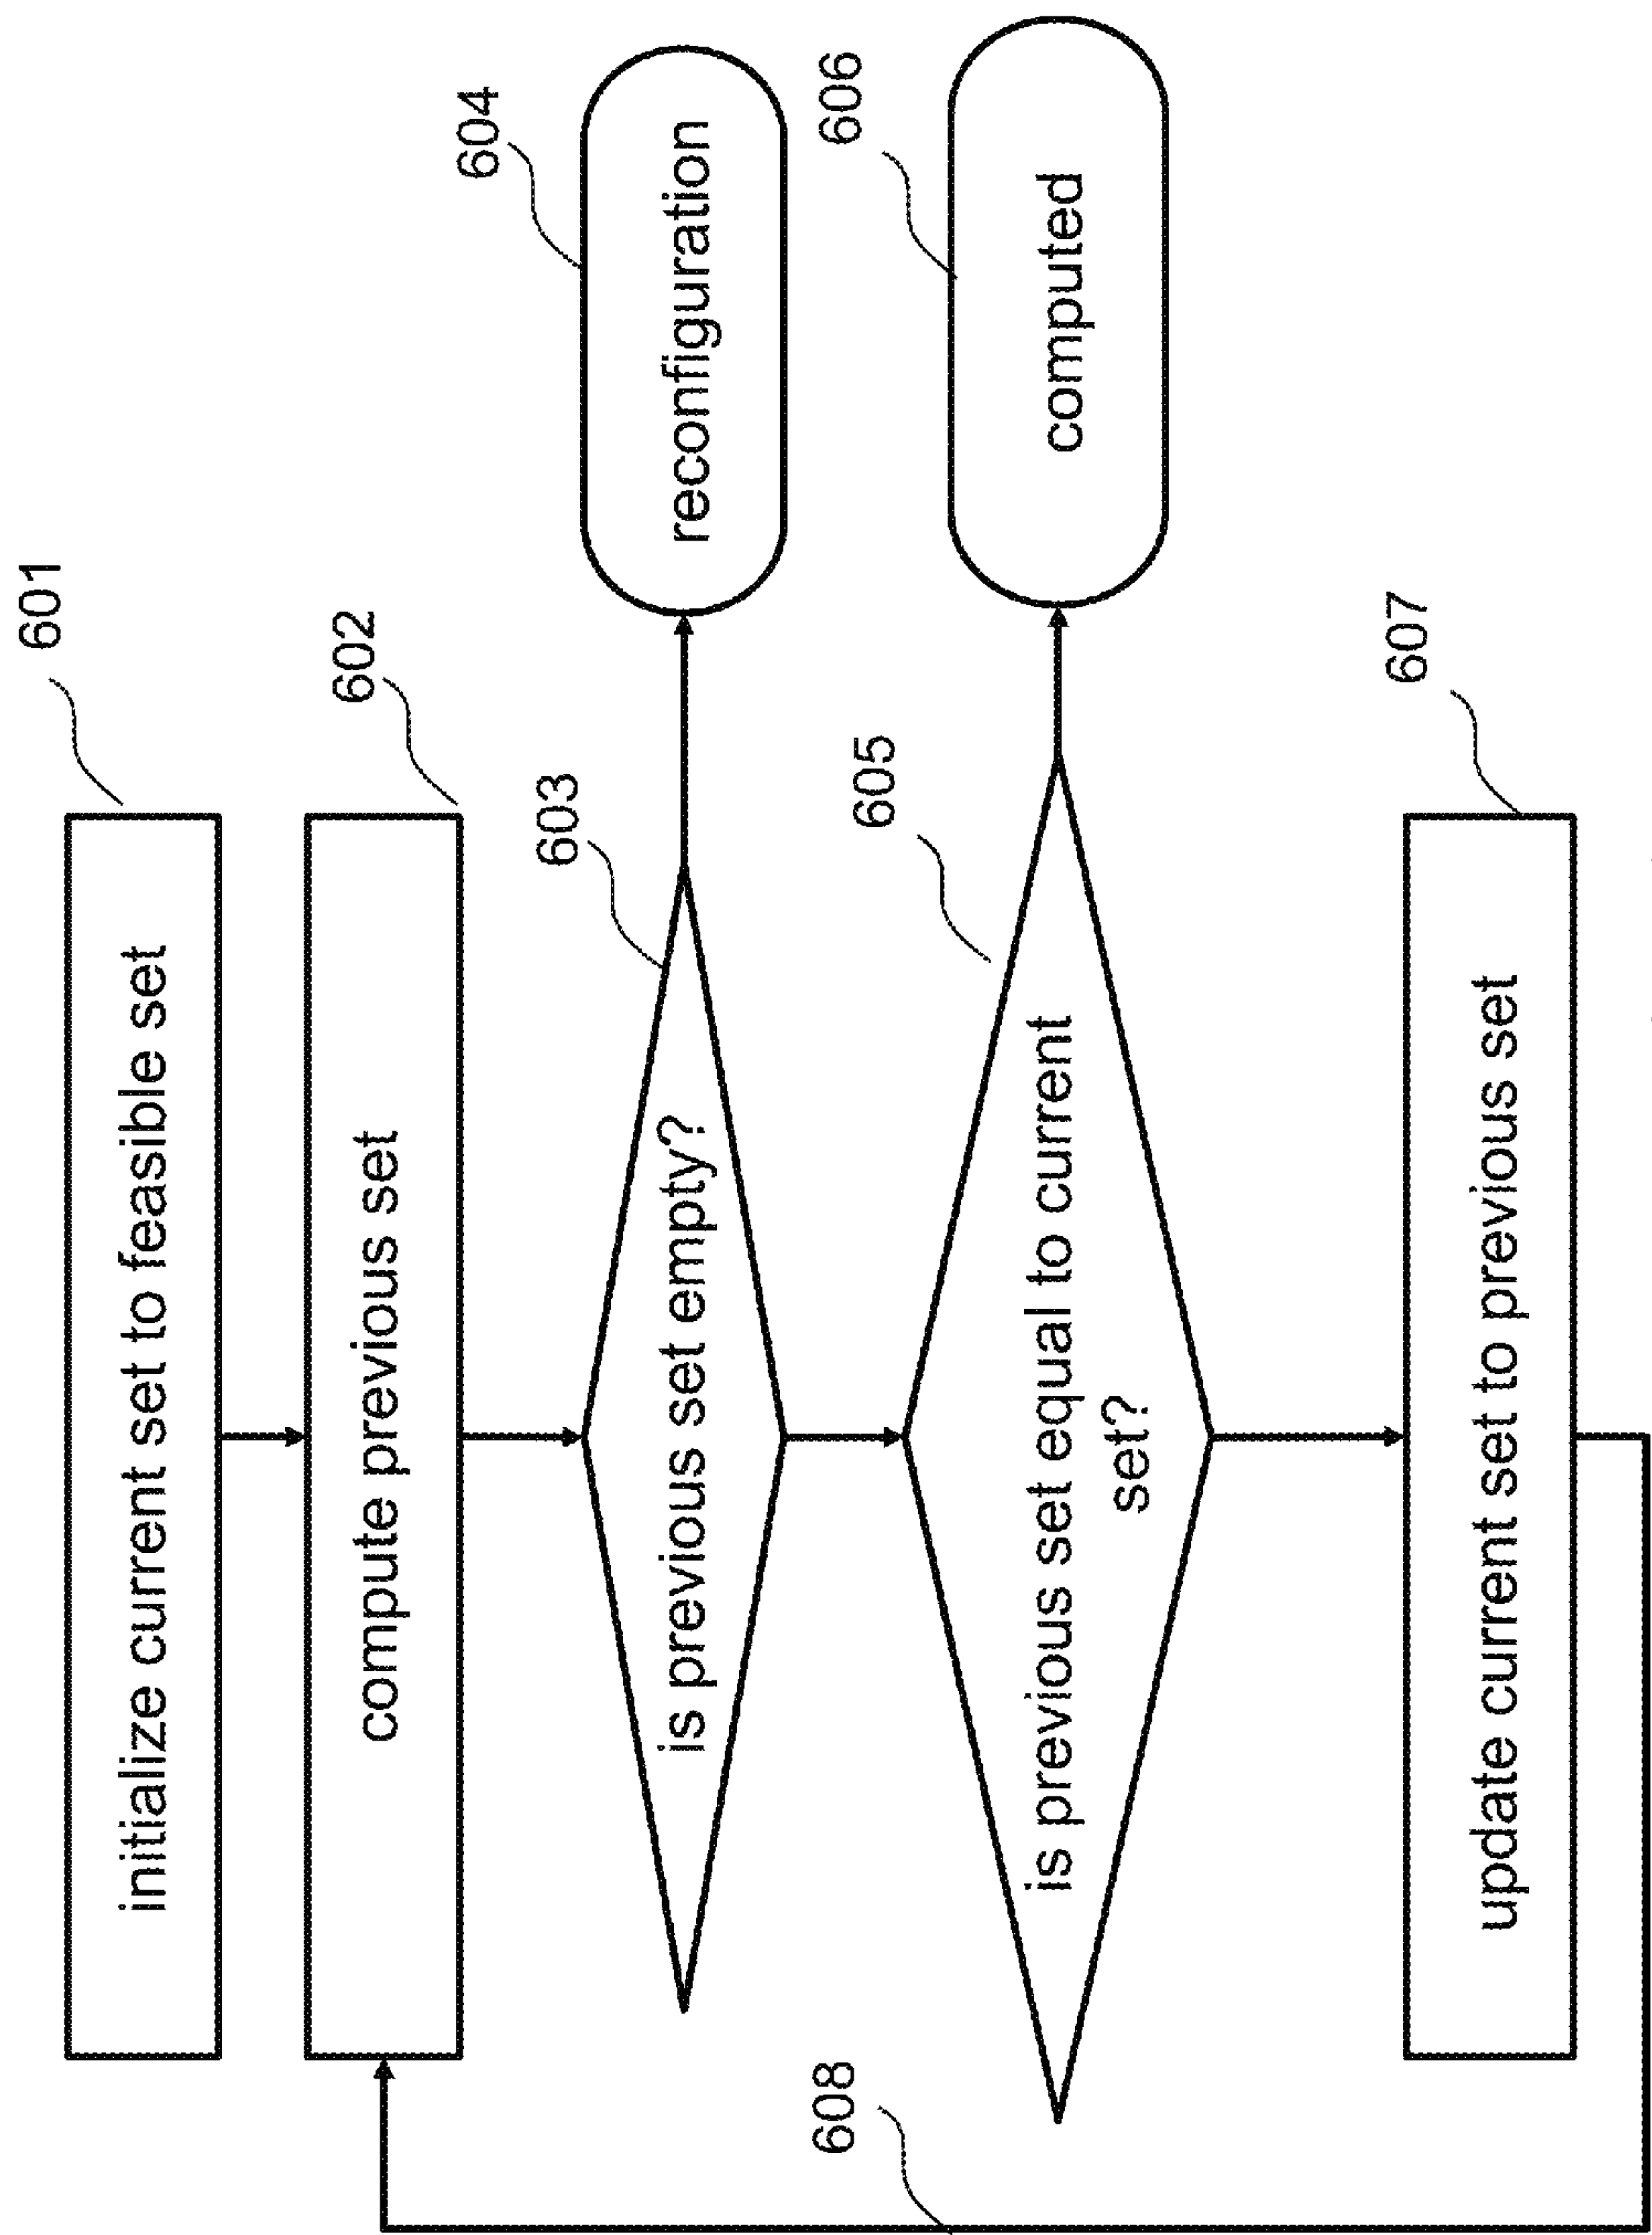 601
initialize current set to feasible set
602
compute previous set
603
is previous set empty?
604
reconfiguration
605
is previous set equal to current
set?
606
computed
607
update current set to previous set
608